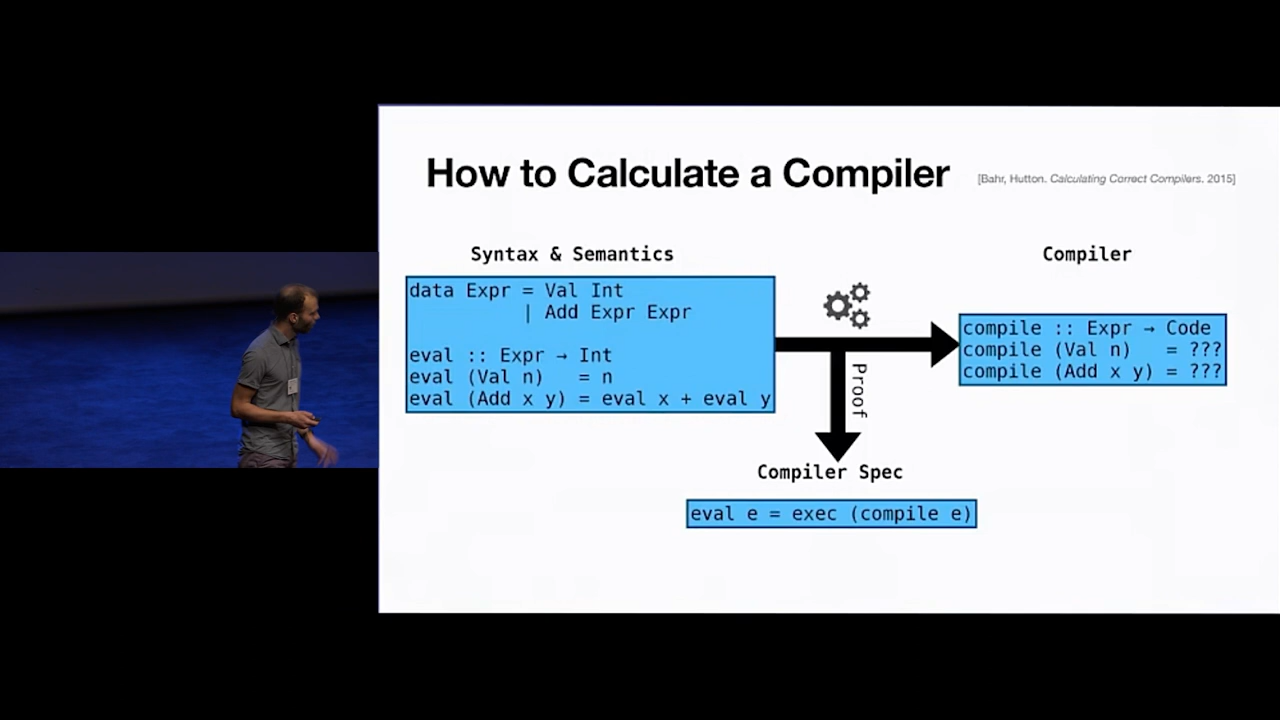 How to Calculate a Compiler
[Bahr, Hutton. Calculating Correct Compilers. 2015]
Syntax & Semantics
data Expr = Val Int
| Add Expr Expr
eval :: Expr → Int
eval (Val n) = n
eval (Add x y) = eval x + eval y
Proof
Compiler
compile :: Expr → Code
compile (Val n) = ???
compile (Add x y) = ???
Compiler Spec
eval e = exec (compile e)